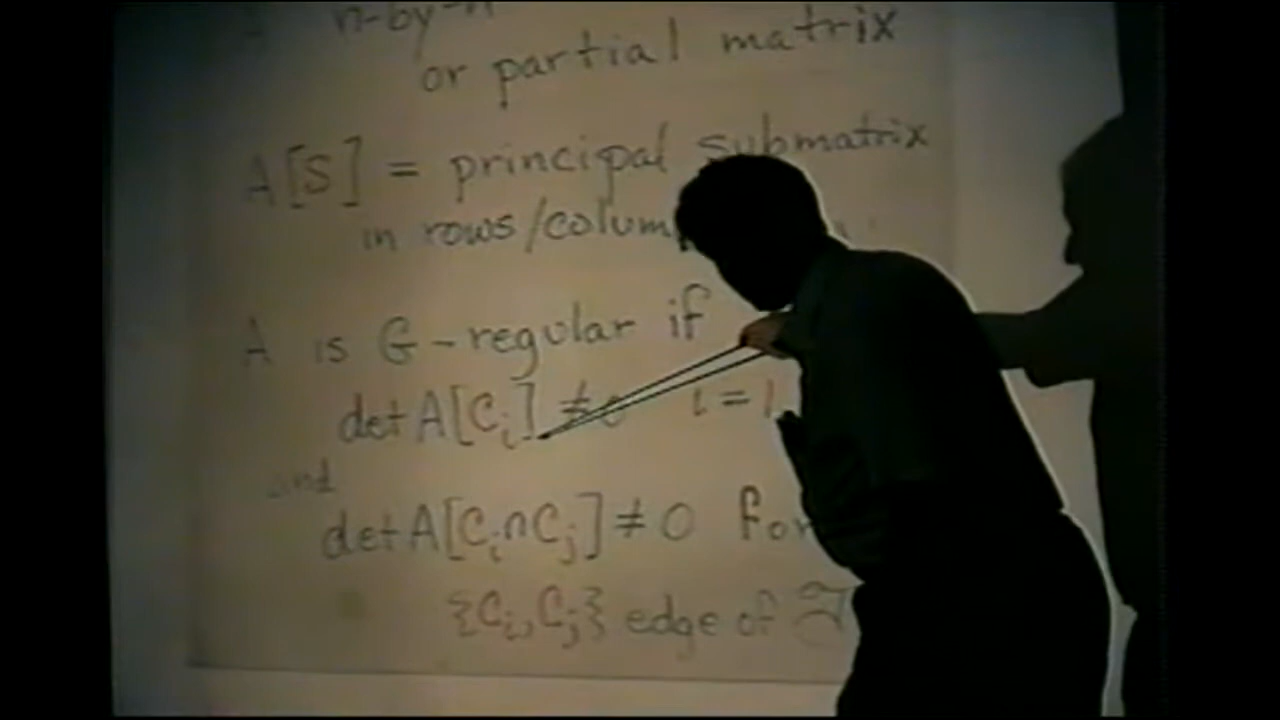 n-by-n
or partial matrix
A[S] = principal submatrix
in rows/colum
A is G-regular if
det A[Cᵢ] ≠ 0 i = 1
and
det A[Cᵢ ∩ Cⱼ] ≠ 0 for
{Cᵢ, Cⱼ} edge of